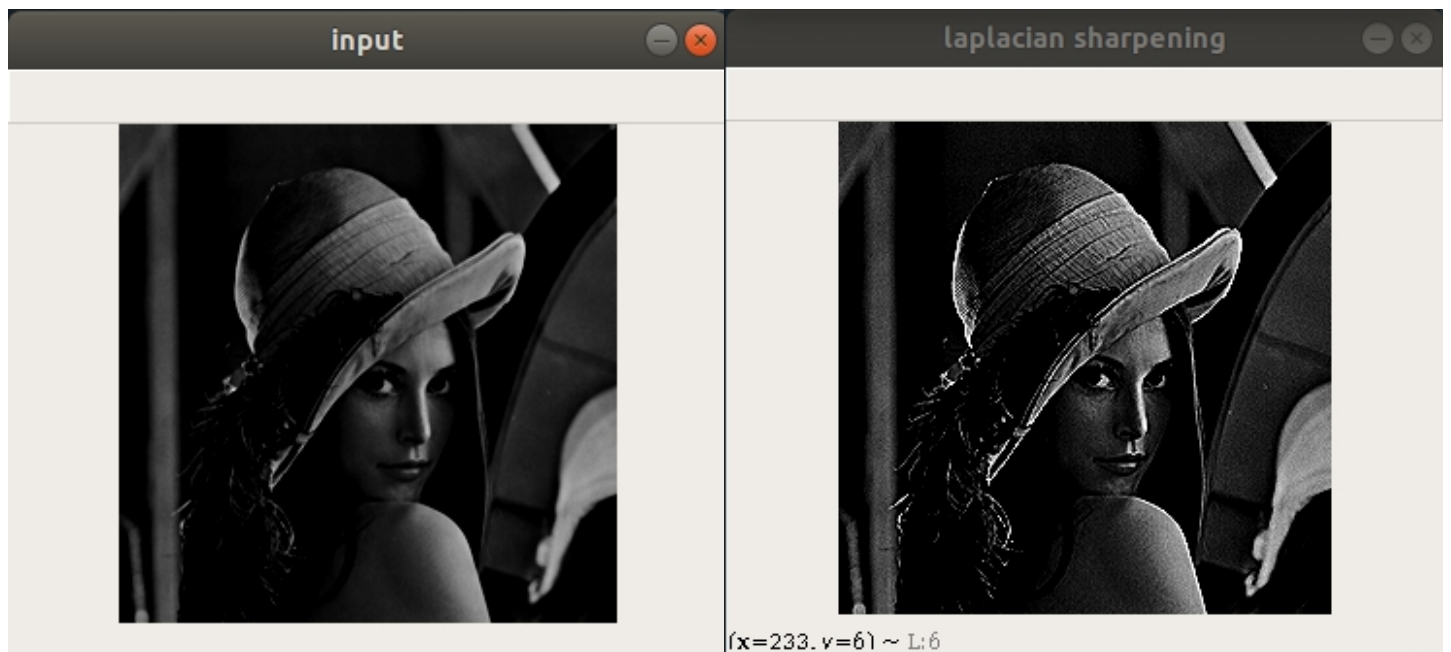 input
laplacian sharpening
(x=233, y=6) ~ L:6